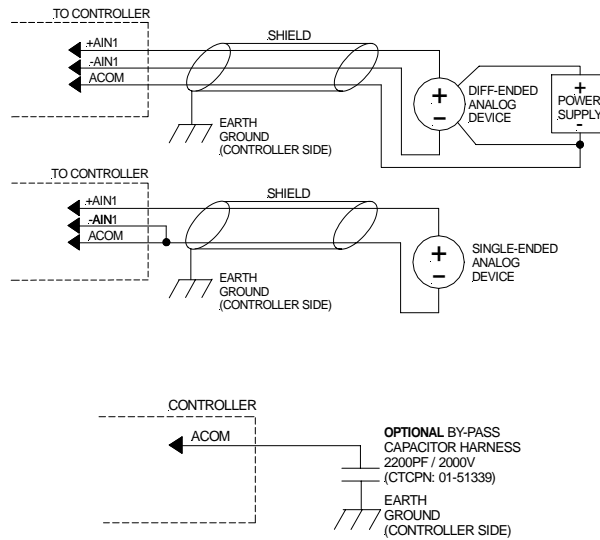 TO CONTROLLER
+AIN1
-AIN1
ACOM
SHIELD
EARTH
GROUND
(CONTROLLER SIDE)
+
-
DIFF-ENDED
ANALOG
DEVICE
+
POWER
SUPPLY
-
TO CONTROLLER
+AIN1
-AIN1
ACOM
SHIELD
EARTH
GROUND
(CONTROLLER SIDE)
+
-
SINGLE-ENDED
ANALOG
DEVICE
CONTROLLER
ACOM
OPTIONAL BY-PASS
CAPACITOR HARNESS
2200PF / 2000V
(CTCPN: 01-51339)
EARTH
GROUND
(CONTROLLER SIDE)